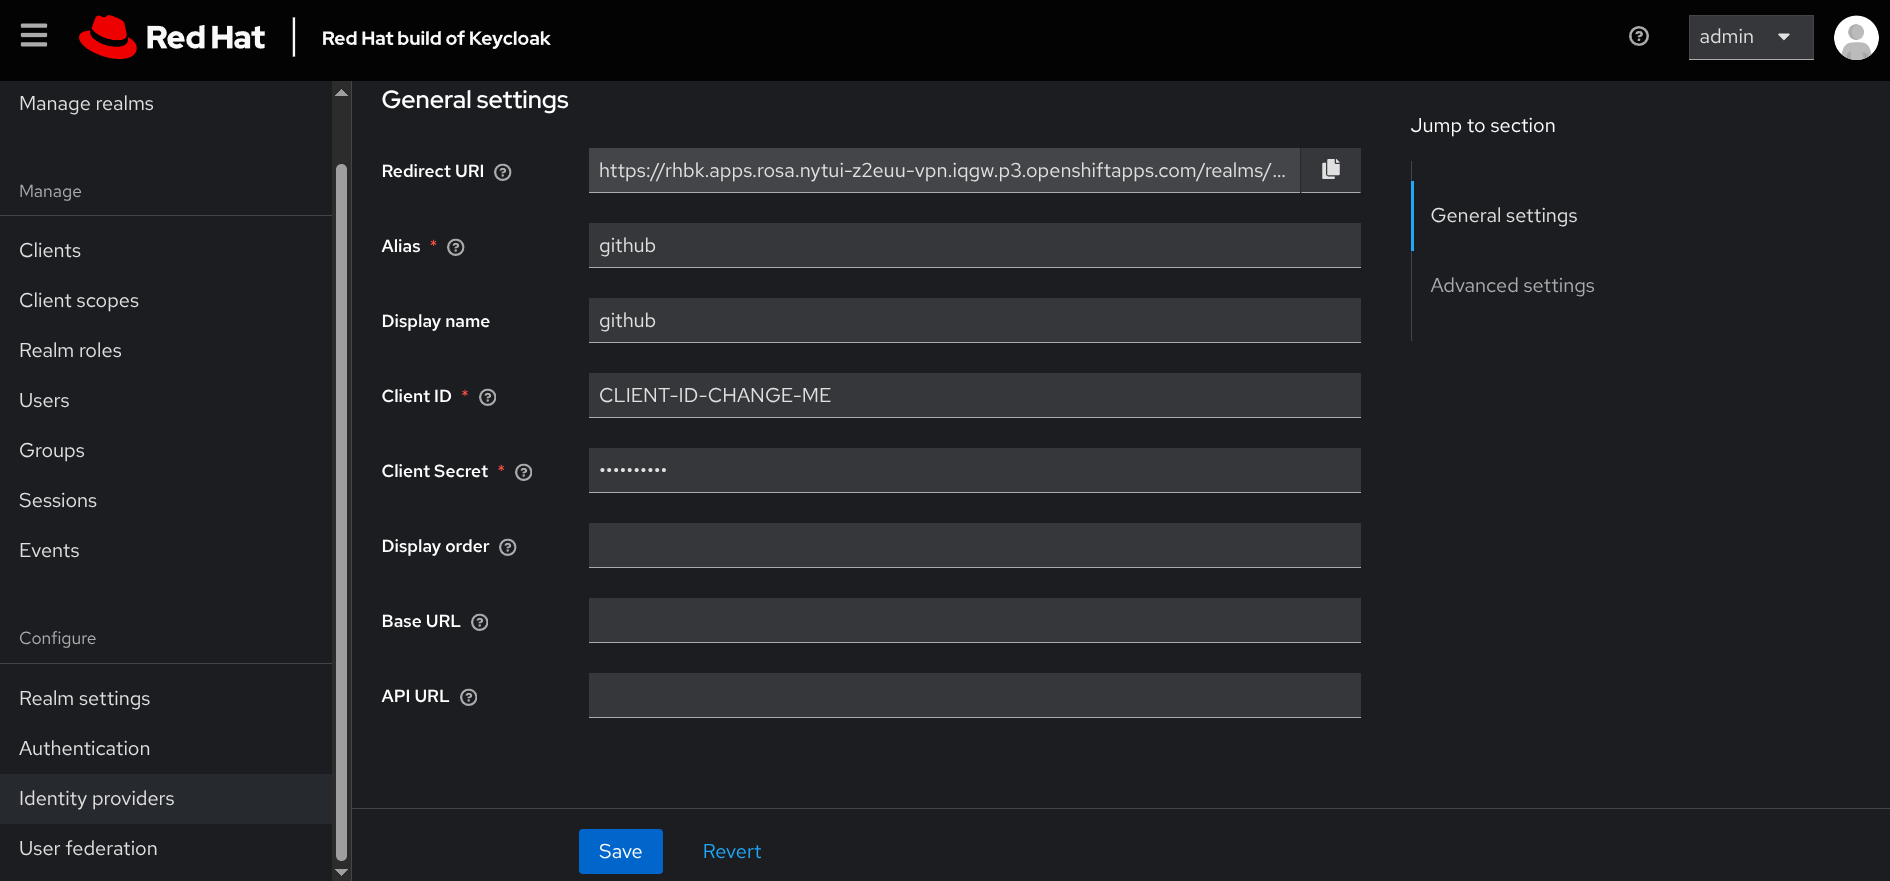 Red Hat
Red Hat build of Keycloak
admin
Manage realms
Manage
Clients
Client scopes
Realm roles
Users
Groups
Sessions
Events
Configure
Realm settings
Authentication
Identity providers
User federation
General settings
Redirect URI
https://rhbk.apps.rosa.nytui-z2euu-vpn.iqgw.p3.openshiftapps.com/realms/...
Alias *
github
Display name
github
Client ID *
CLIENT-ID-CHANGE-ME
Client Secret *
••••••••••
Display order
Base URL
API URL
Save
Revert
Jump to section
General settings
Advanced settings